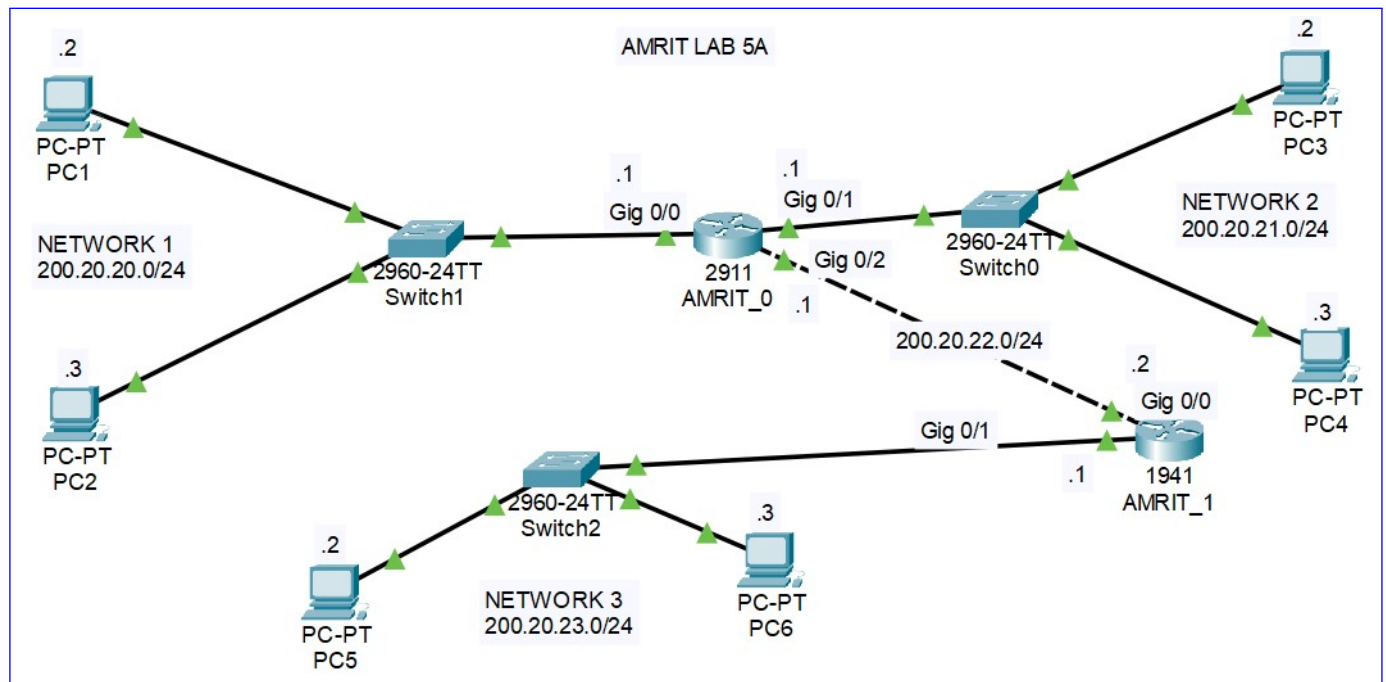 AMRIT LAB 5A
.2
PC-PT
PC1
NETWORK 1
200.20.20.0/24
.3
PC-PT
PC2
2960-24TT
Switch1
.1
Gig 0/0
.1
Gig 0/1
2911
AMRIT_0
Gig 0/2
.1
2960-24TT
Switch0
.2
PC-PT
PC3
NETWORK 2
200.20.21.0/24
.3
PC-PT
PC4
200.20.22.0/24
.2
Gig 0/0
Gig 0/1
.1
1941
AMRIT_1
2960-24TT
Switch2
.2
PC-PT
PC5
NETWORK 3
200.20.23.0/24
.3
PC-PT
PC6